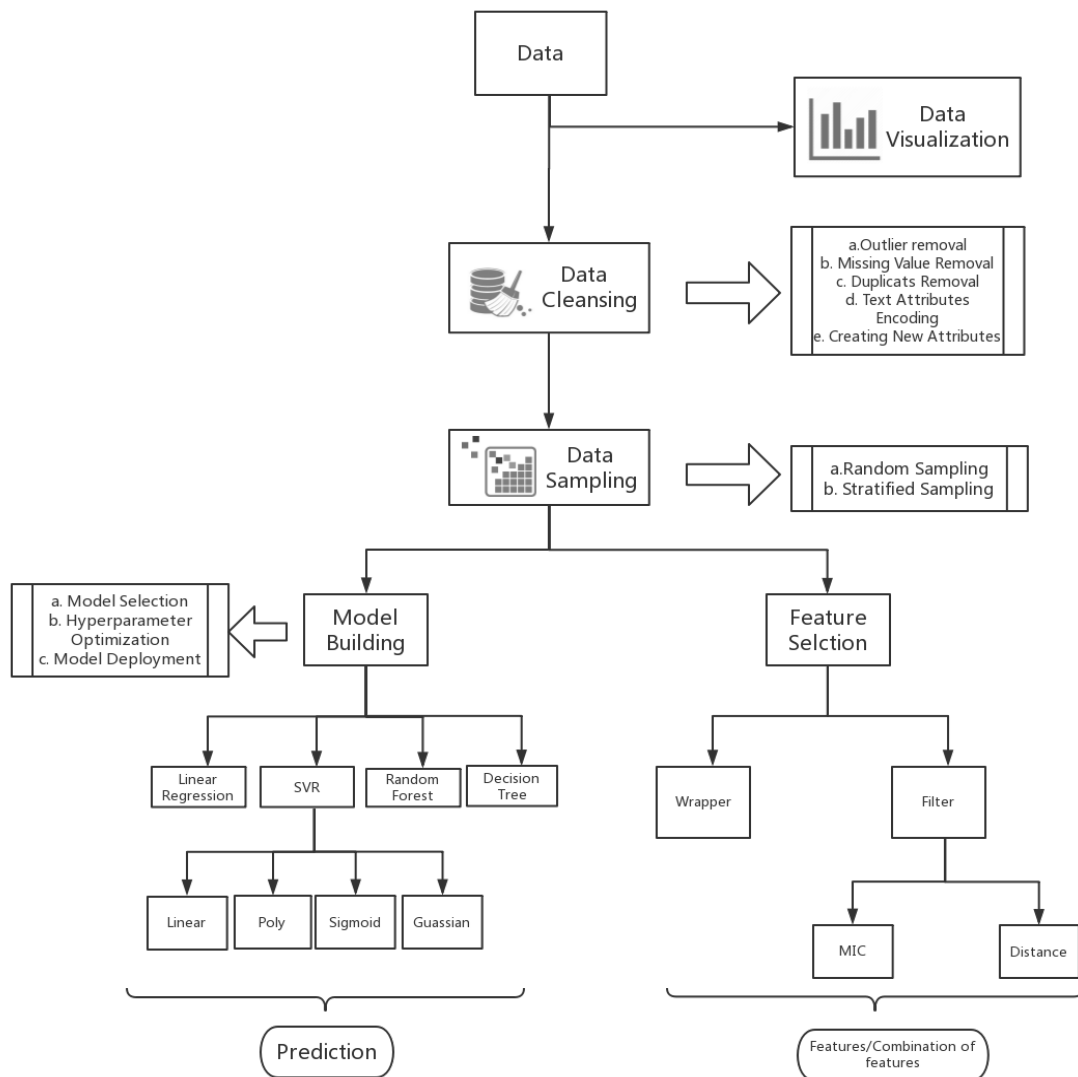 Data
Data
Visualization
Data
Cleansing
a.Outlier removal
b. Missing Value Removal
c. Duplicats Removal
d. Text Attributes
Encoding
e. Creating New Attributes
Data
Sampling
a.Random Sampling
b. Stratified Sampling
a. Model Selection
b. Hyperparameter
Optimization
c. Model Deployment
Model
Building
Feature
Selction
Linear
Regression
SVR
Random
Forest
Decision
Tree
Wrapper
Filter
Linear
Poly
Sigmoid
Guassian
MIC
Distance
Prediction
Features/Combination of
features